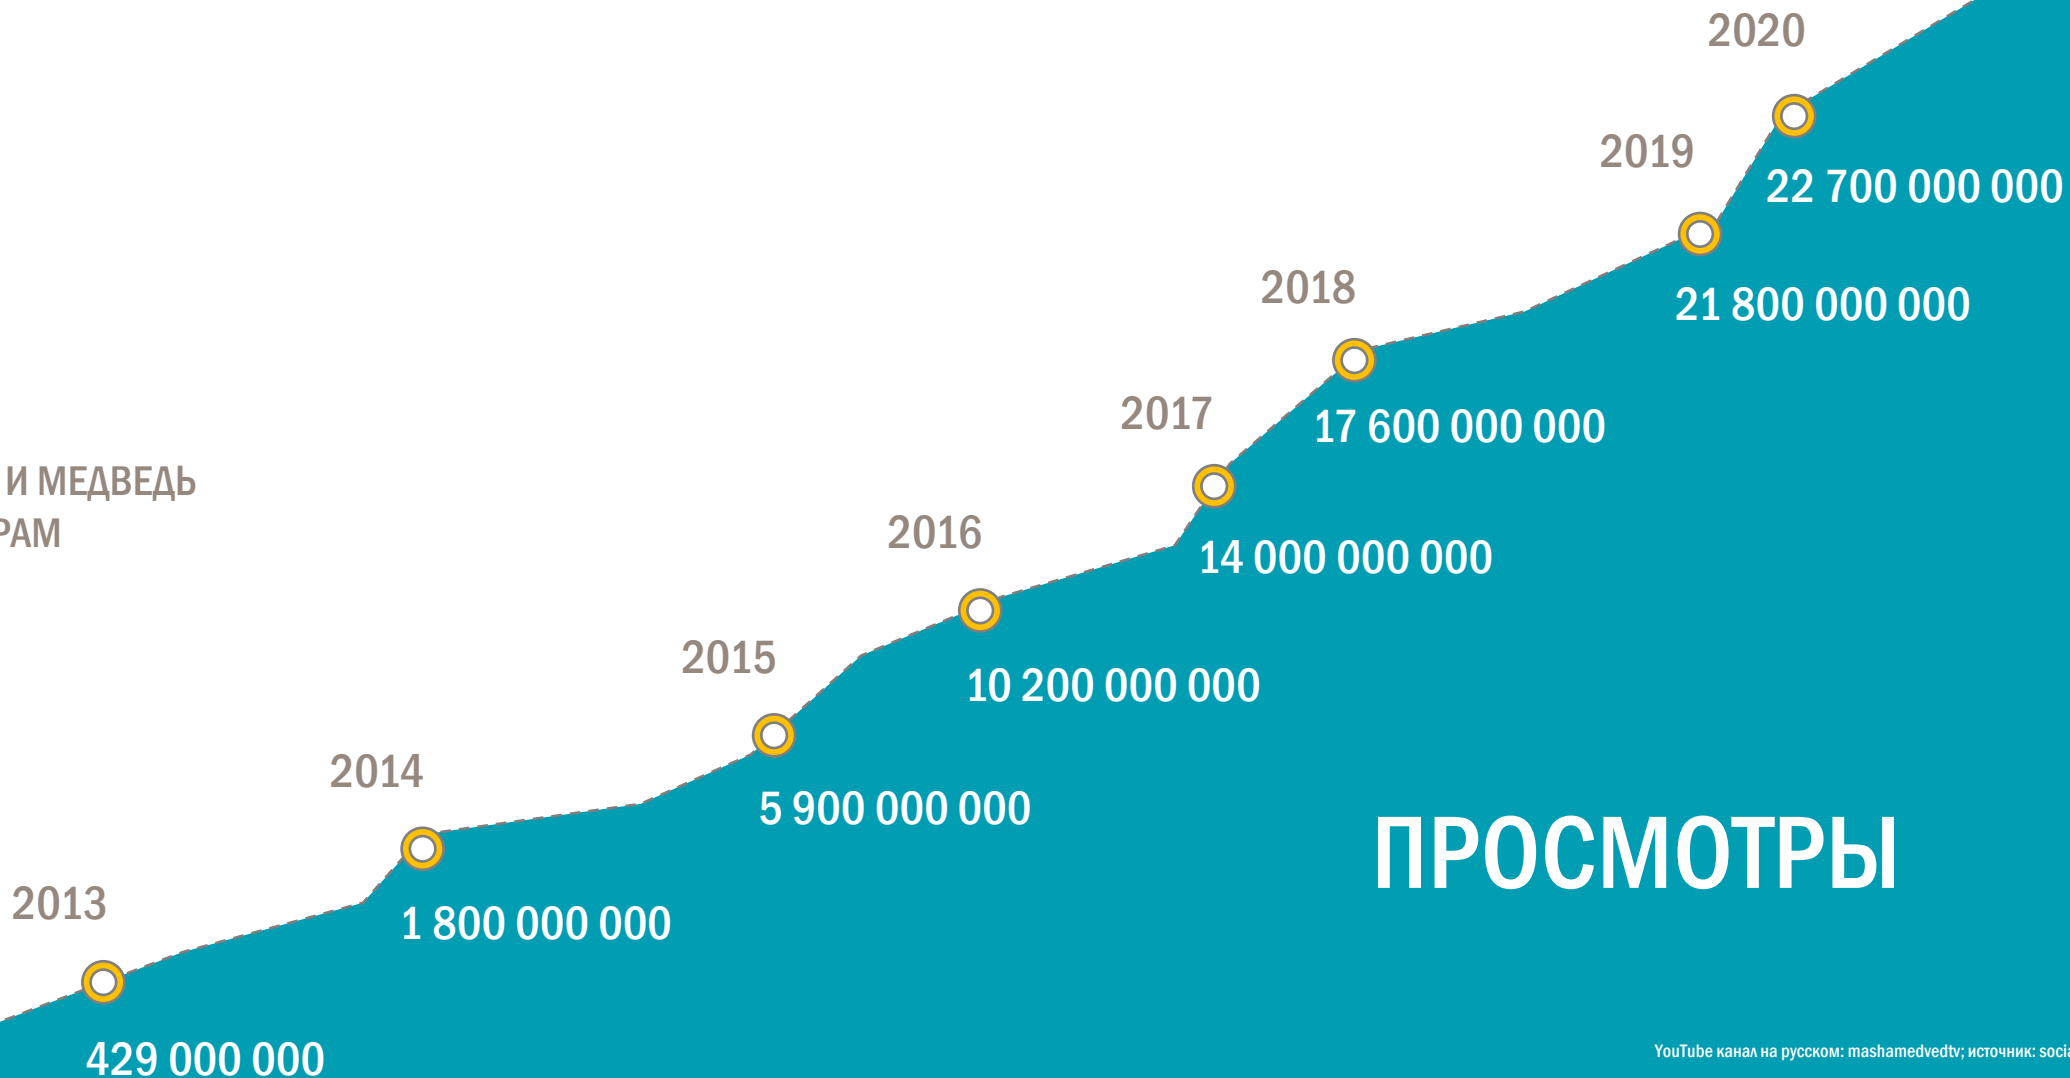 2020
22 700 000 000
2019
21 800 000 000
2018
17 600 000 000
2017
14 000 000 000
И МЕДВЕДЬ
2016
10 200 000 000
2015
5 900 000 000
2014
1 800 000 000
ПРОСМОТРЫ
2013
429 000 000
YouTube канал на русском: mashamedvedtv; источник: